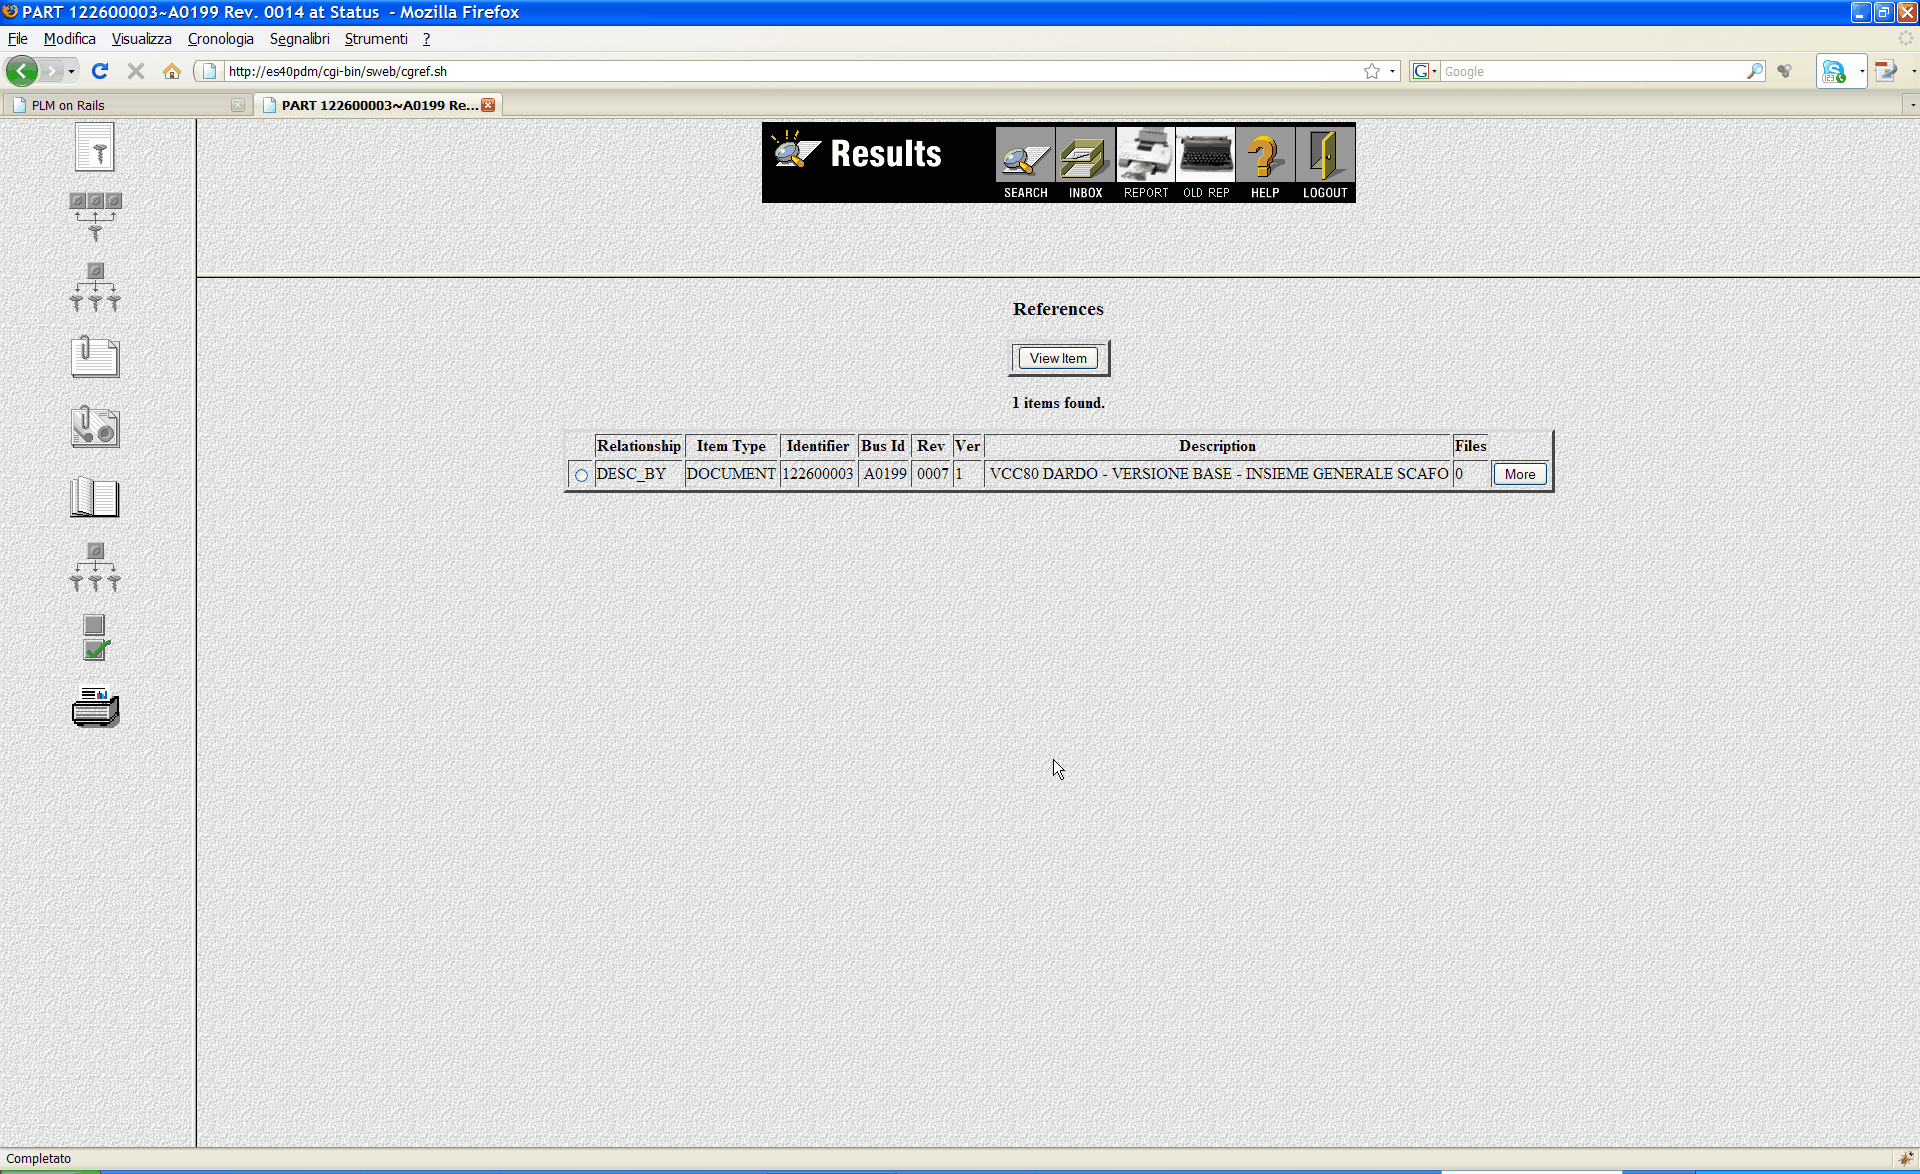 PART 122600003~A0199 Rev. 0014 at Status - Mozilla Firefox
File Modifica Visualizza Cronologia Segnalibri Strumenti ?
http://es40pdm/cgi-bin/sweb/cgref.sh
G Google
PLM on Rails
PART 122600003~A0199 Re...
Results
SEARCH INBOX REPORT OLD REP HELP LOGOUT
References
View Item
1 items found.
Relationship Item Type Identifier Bus Id Rev Ver Description Files
DESC_BY DOCUMENT 122600003 A0199 0007 1 VCC80 DARDO - VERSIONE BASE - INSIEME GENERALE SCAFO 0 More
Completato